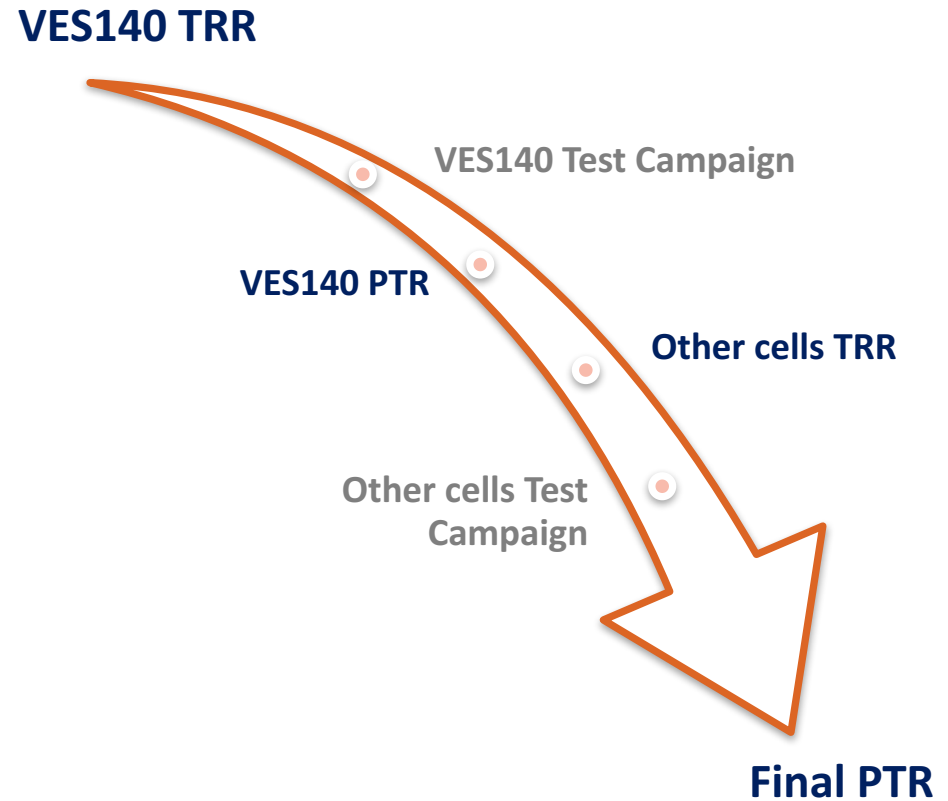 VES140 TRR
VES140 Test Campaign
VES140 PTR
Other cells TRR
Other cells Test
Campaign
Final PTR